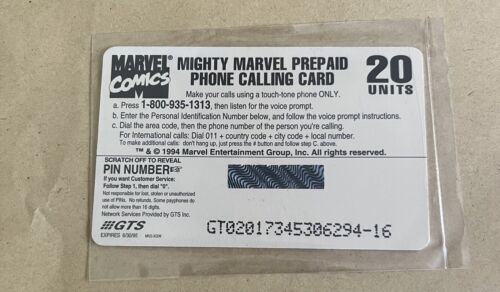 MARVEL
COMICS
MIGHTY MARVEL PREPAID
PHONE CALLING CARD
20
UNITS
Make your calls using a touch-tone phone ONLY.
a. Press 1-800-935-1313, then listen for the voice prompt.
b. Enter the Personal Identification Number below, and follow the voice prompt instructions.
c. Dial the area code, then the phone number of the person you're calling.
For International calls: Dial 011 + country code + city code + local number.
To make additional calls: don't hang up, just press the # button and follow step C. above.
™ & © 1994 Marvel Entertainment Group, Inc. All rights reserved.
SCRATCH OFF TO REVEAL
PIN NUMBER
If you want Customer Service:
Follow Step 1, then dial "0".
Not responsible for lost, stolen or unauthorized
use of PINs. No refunds. Some payphones do
not allow more than 16 digits.
Network Services Provided by GTS Inc.
GTS
EXPIRES 6/30/95
GT02017345306294-16